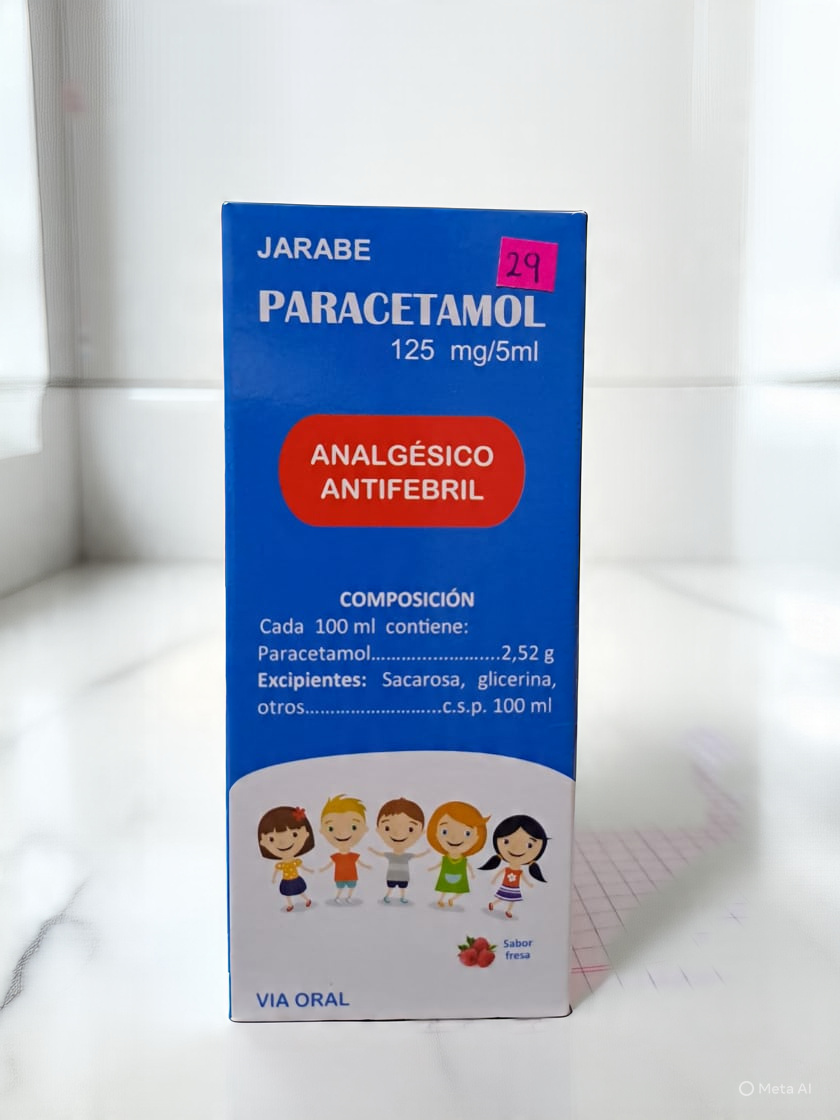 JARABE
29
PARACETAMOL
125 mg/5ml
ANALGÉSICO
ANTIFEBRIL
COMPOSICIÓN
Cada 100 ml contiene:
Paracetamol..........................2,52 g
Excipientes: Sacarosa, glicerina,
otros..........................c.s.p. 100 ml
Sabor
fresa
VIA ORAL
Meta AI